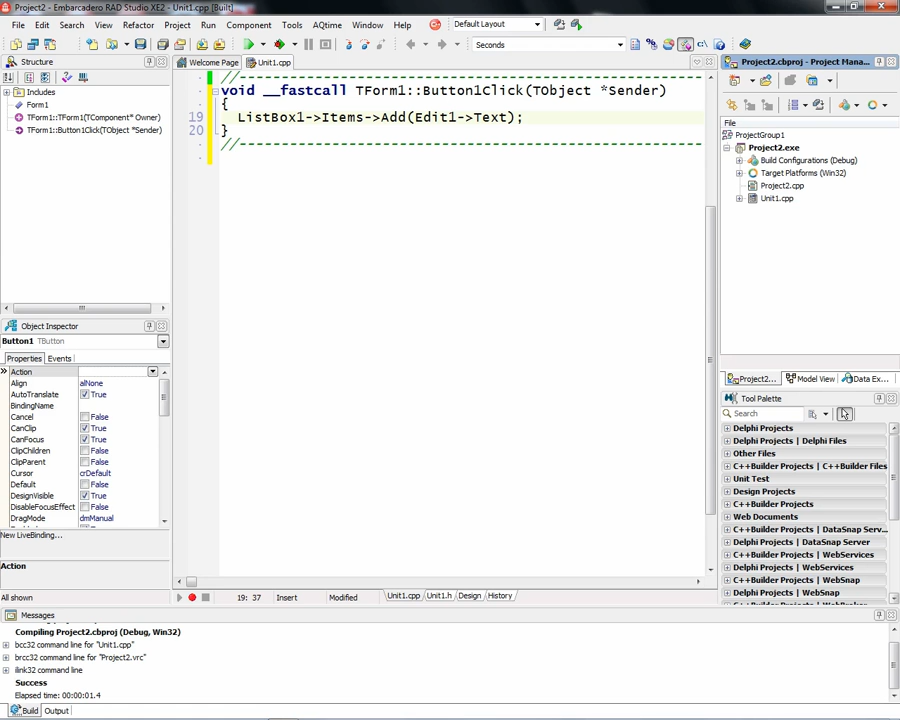 Project2 - Embarcadero RAD Studio XE2 - Unit1.cpp [Built]
File Edit Search View Refactor Project Run Component Tools AQtime Window Help Default Layout
Seconds
Structure
Welcome Page Unit1.cpp
Project2.cbproj - Project Mana...
Includes
Form1
TForm1::TForm1(TComponent* Owner)
TForm1::Button1Click(TObject *Sender)
//---------------------------------------------------------------------------
void __fastcall TForm1::Button1Click(TObject *Sender)
{
19 ListBox1->Items->Add(Edit1->Text);
20 }
//---------------------------------------------------------------------------
File
ProjectGroup1
Project2.exe
Build Configurations (Debug)
Target Platforms (Win32)
Project2.cpp
Unit1.cpp
Object Inspector
Button1 TButton
Properties Events
Action
Align alNone
AutoTranslate True
BindingName
Cancel False
CanClip True
CanFocus True
ClipChildren False
ClipParent False
Cursor crDefault
Default False
DesignVisible True
DisableFocusEffect False
DragMode dmManual
New LiveBinding...
Action
All shown
19: 37 Insert Modified Unit1.cpp Unit1.h Design History
Project2... Model View Data Ex...
Tool Palette
Search
Delphi Projects
Delphi Projects | Delphi Files
Other Files
C++Builder Projects | C++Builder Files
Unit Test
Design Projects
C++Builder Projects
Web Documents
C++Builder Projects | DataSnap Serv...
Delphi Projects | DataSnap Server
C++Builder Projects | WebServices
Delphi Projects | WebServices
C++Builder Projects | WebSnap
Delphi Projects | WebSnap
C++Builder Projects | WebBroker
Messages
Compiling Project2.cbproj (Debug, Win32)
bcc32 command line for "Unit1.cpp"
brcc32 command line for "Project2.vrc"
ilink32 command line
Success
Elapsed time: 00:00:01.4
Build Output